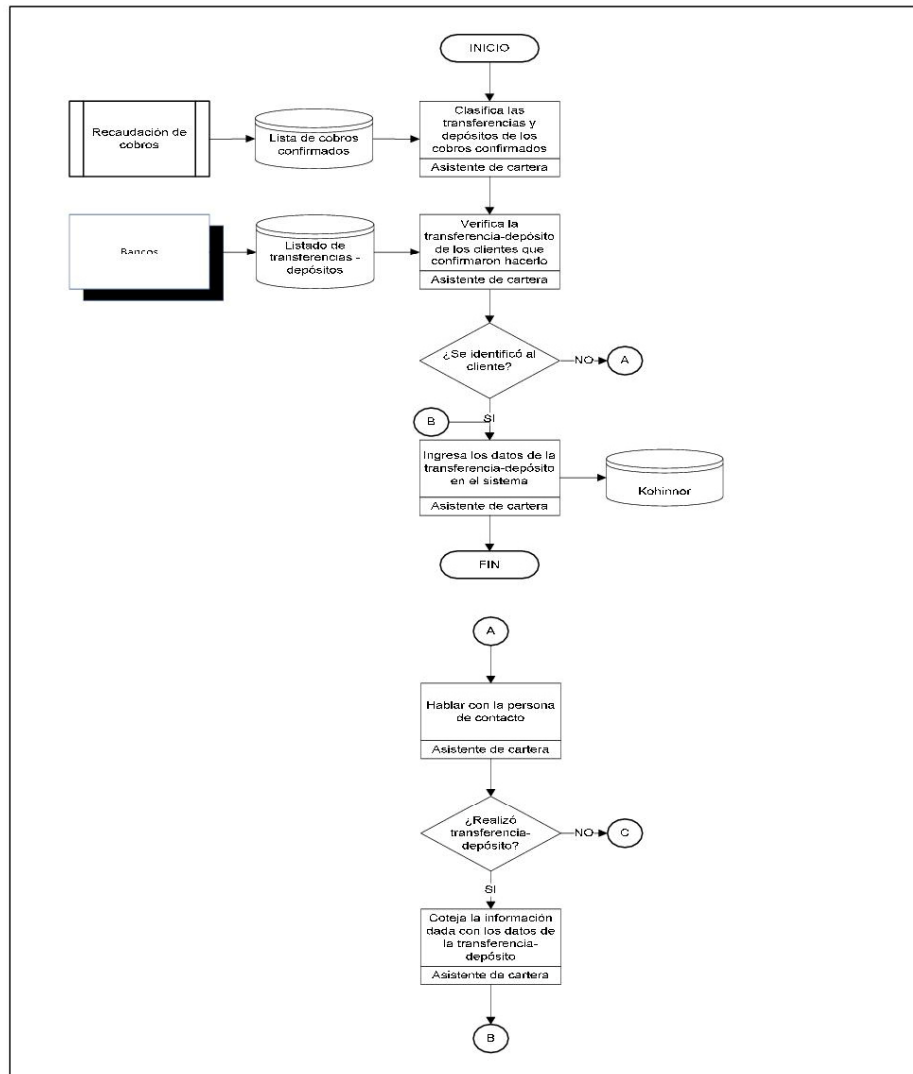 INICIO
Recaudación de
cobros
Lista de cobros
confirmados
Clasifica las
transferencias y
depósitos de los
cobros confirmados
Asistente de cartera
Bancos
Listado de
transferencias -
depósitos
Verifica la
transferencia-depósito
de los clientes que
confirmaron hacerlo
Asistente de cartera
¿Se identificó al
cliente?
NO
A
SI
B
Ingresa los datos de la
transferencia-depósito
en el sistema
Asistente de cartera
Kohinnor
FIN
A
Hablar con la persona
de contacto
Asistente de cartera
¿Realizó
transferencia-
depósito?
NO
C
SI
Coteja la información
dada con los datos de
la transferencia-
depósito
Asistente de cartera
B